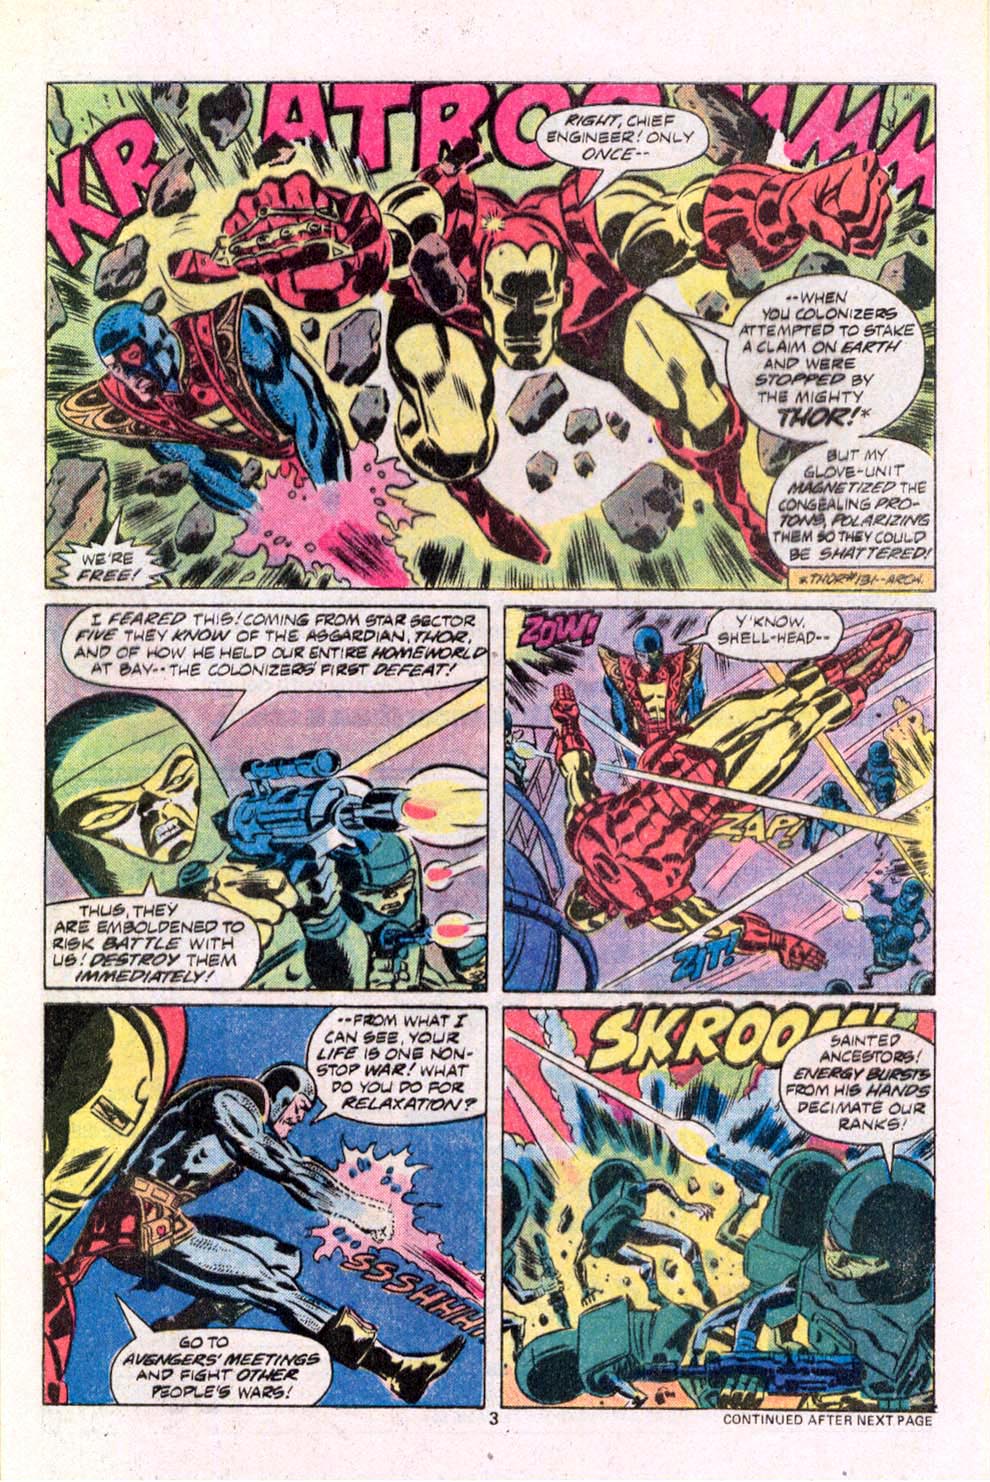 KRATROOMMMM
RIGHT, CHIEF
ENGINEER! ONLY
ONCE--
--WHEN
YOU COLONIZERS
ATTEMPTED TO STAKE
A CLAIM ON EARTH
AND WERE
STOPPED BY
THE MIGHTY
THOR!*
BUT MY
GLOVE-UNIT
MAGNETIZED THE
CONGEALING PRO-
TONS, POLARIZING
THEM SO THEY COULD
BE SHATTERED!
WE'RE
FREE!
*THOR #131--ARCH.
I FEARED THIS! COMING FROM STAR SECTOR
FIVE THEY KNOW OF THE ASGARDIAN, THOR,
AND OF HOW HE HELD OUR ENTIRE HOMEWORLD
AT BAY--THE COLONIZERS' FIRST DEFEAT!
THUS, THEY
ARE EMBOLDENED TO
RISK BATTLE WITH
US! DESTROY THEM
IMMEDIATELY!
ZOW!
Y'KNOW,
SHELL-HEAD--
ZAP!
ZIT!
--FROM WHAT I
CAN SEE, YOUR
LIFE IS ONE NON-
STOP WAR! WHAT
DO YOU DO FOR
RELAXATION?
SSSHHH
GO TO
AVENGERS' MEETINGS
AND FIGHT OTHER
PEOPLE'S WARS!
SKROOM!
SAINTED
ANCESTORS!
ENERGY BURSTS
FROM HIS HANDS
DECIMATE OUR
RANKS!
3
CONTINUED AFTER NEXT PAGE